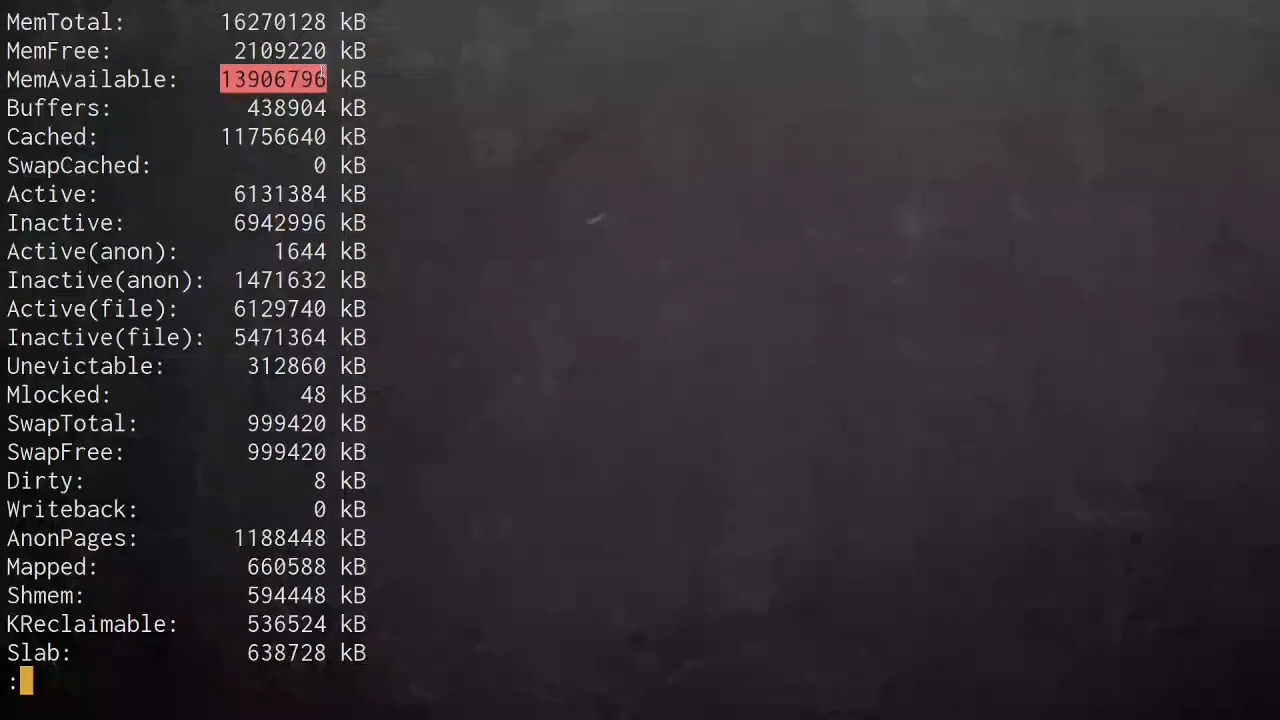 MemTotal: 16270128 kB
MemFree: 2109220 kB
MemAvailable: 13906796 kB
Buffers: 438904 kB
Cached: 11756640 kB
SwapCached: 0 kB
Active: 6131384 kB
Inactive: 6942996 kB
Active(anon): 1644 kB
Inactive(anon): 1471632 kB
Active(file): 6129740 kB
Inactive(file): 5471364 kB
Unevictable: 312860 kB
Mlocked: 48 kB
SwapTotal: 999420 kB
SwapFree: 999420 kB
Dirty: 8 kB
Writeback: 0 kB
AnonPages: 1188448 kB
Mapped: 660588 kB
Shmem: 594448 kB
KReclaimable: 536524 kB
Slab: 638728 kB
: